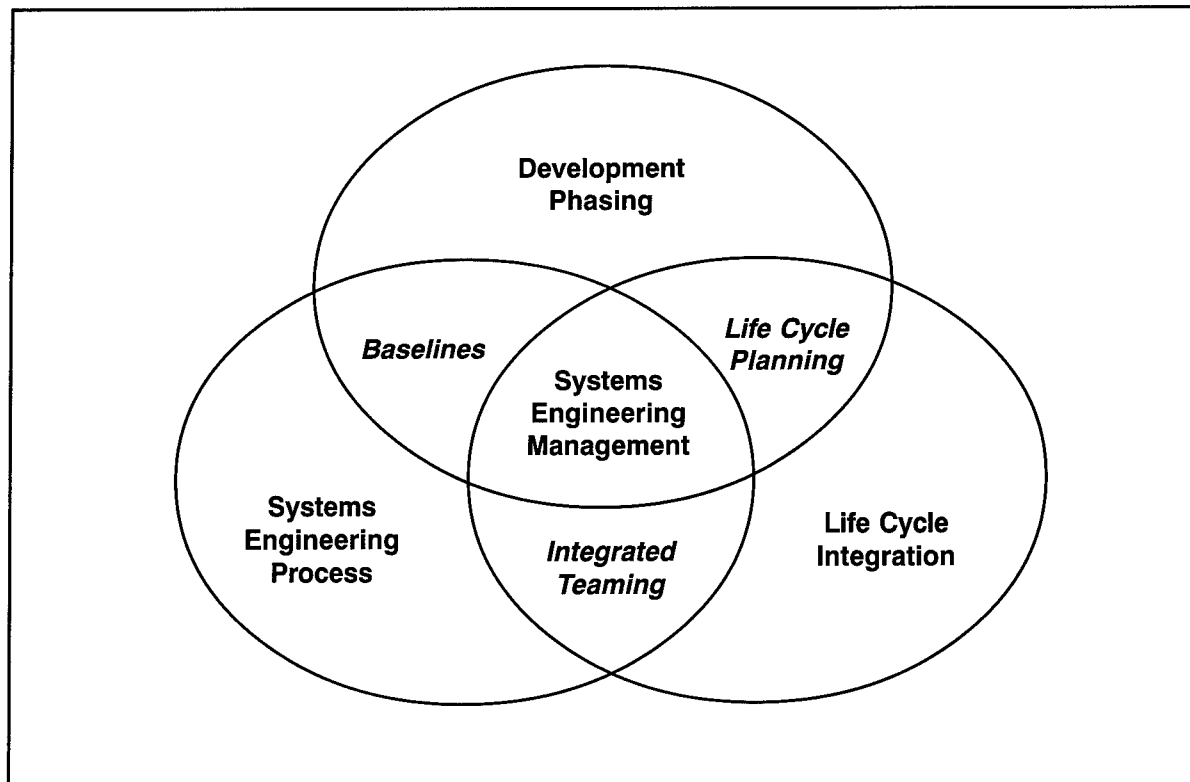 Development
Phasing
Baselines
Life Cycle
Planning
Systems
Engineering
Management
Systems
Engineering
Process
Integrated
Teaming
Life Cycle
Integration